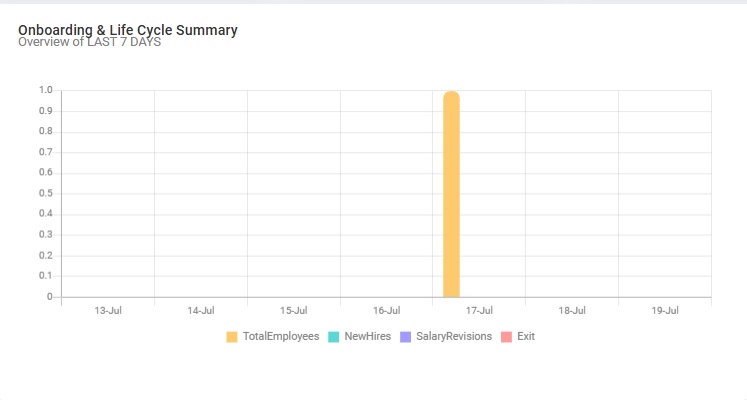 Onboarding & Life Cycle Summary
Overview of LAST 7 DAYS
1.0
0.9
0.8
0.7
0.6
0.5
0.4
0.3
0.2
0.1
0
13-Jul 14-Jul 15-Jul 16-Jul 17-Jul 18-Jul 19-Jul
TotalEmployees NewHires SalaryRevisions Exit